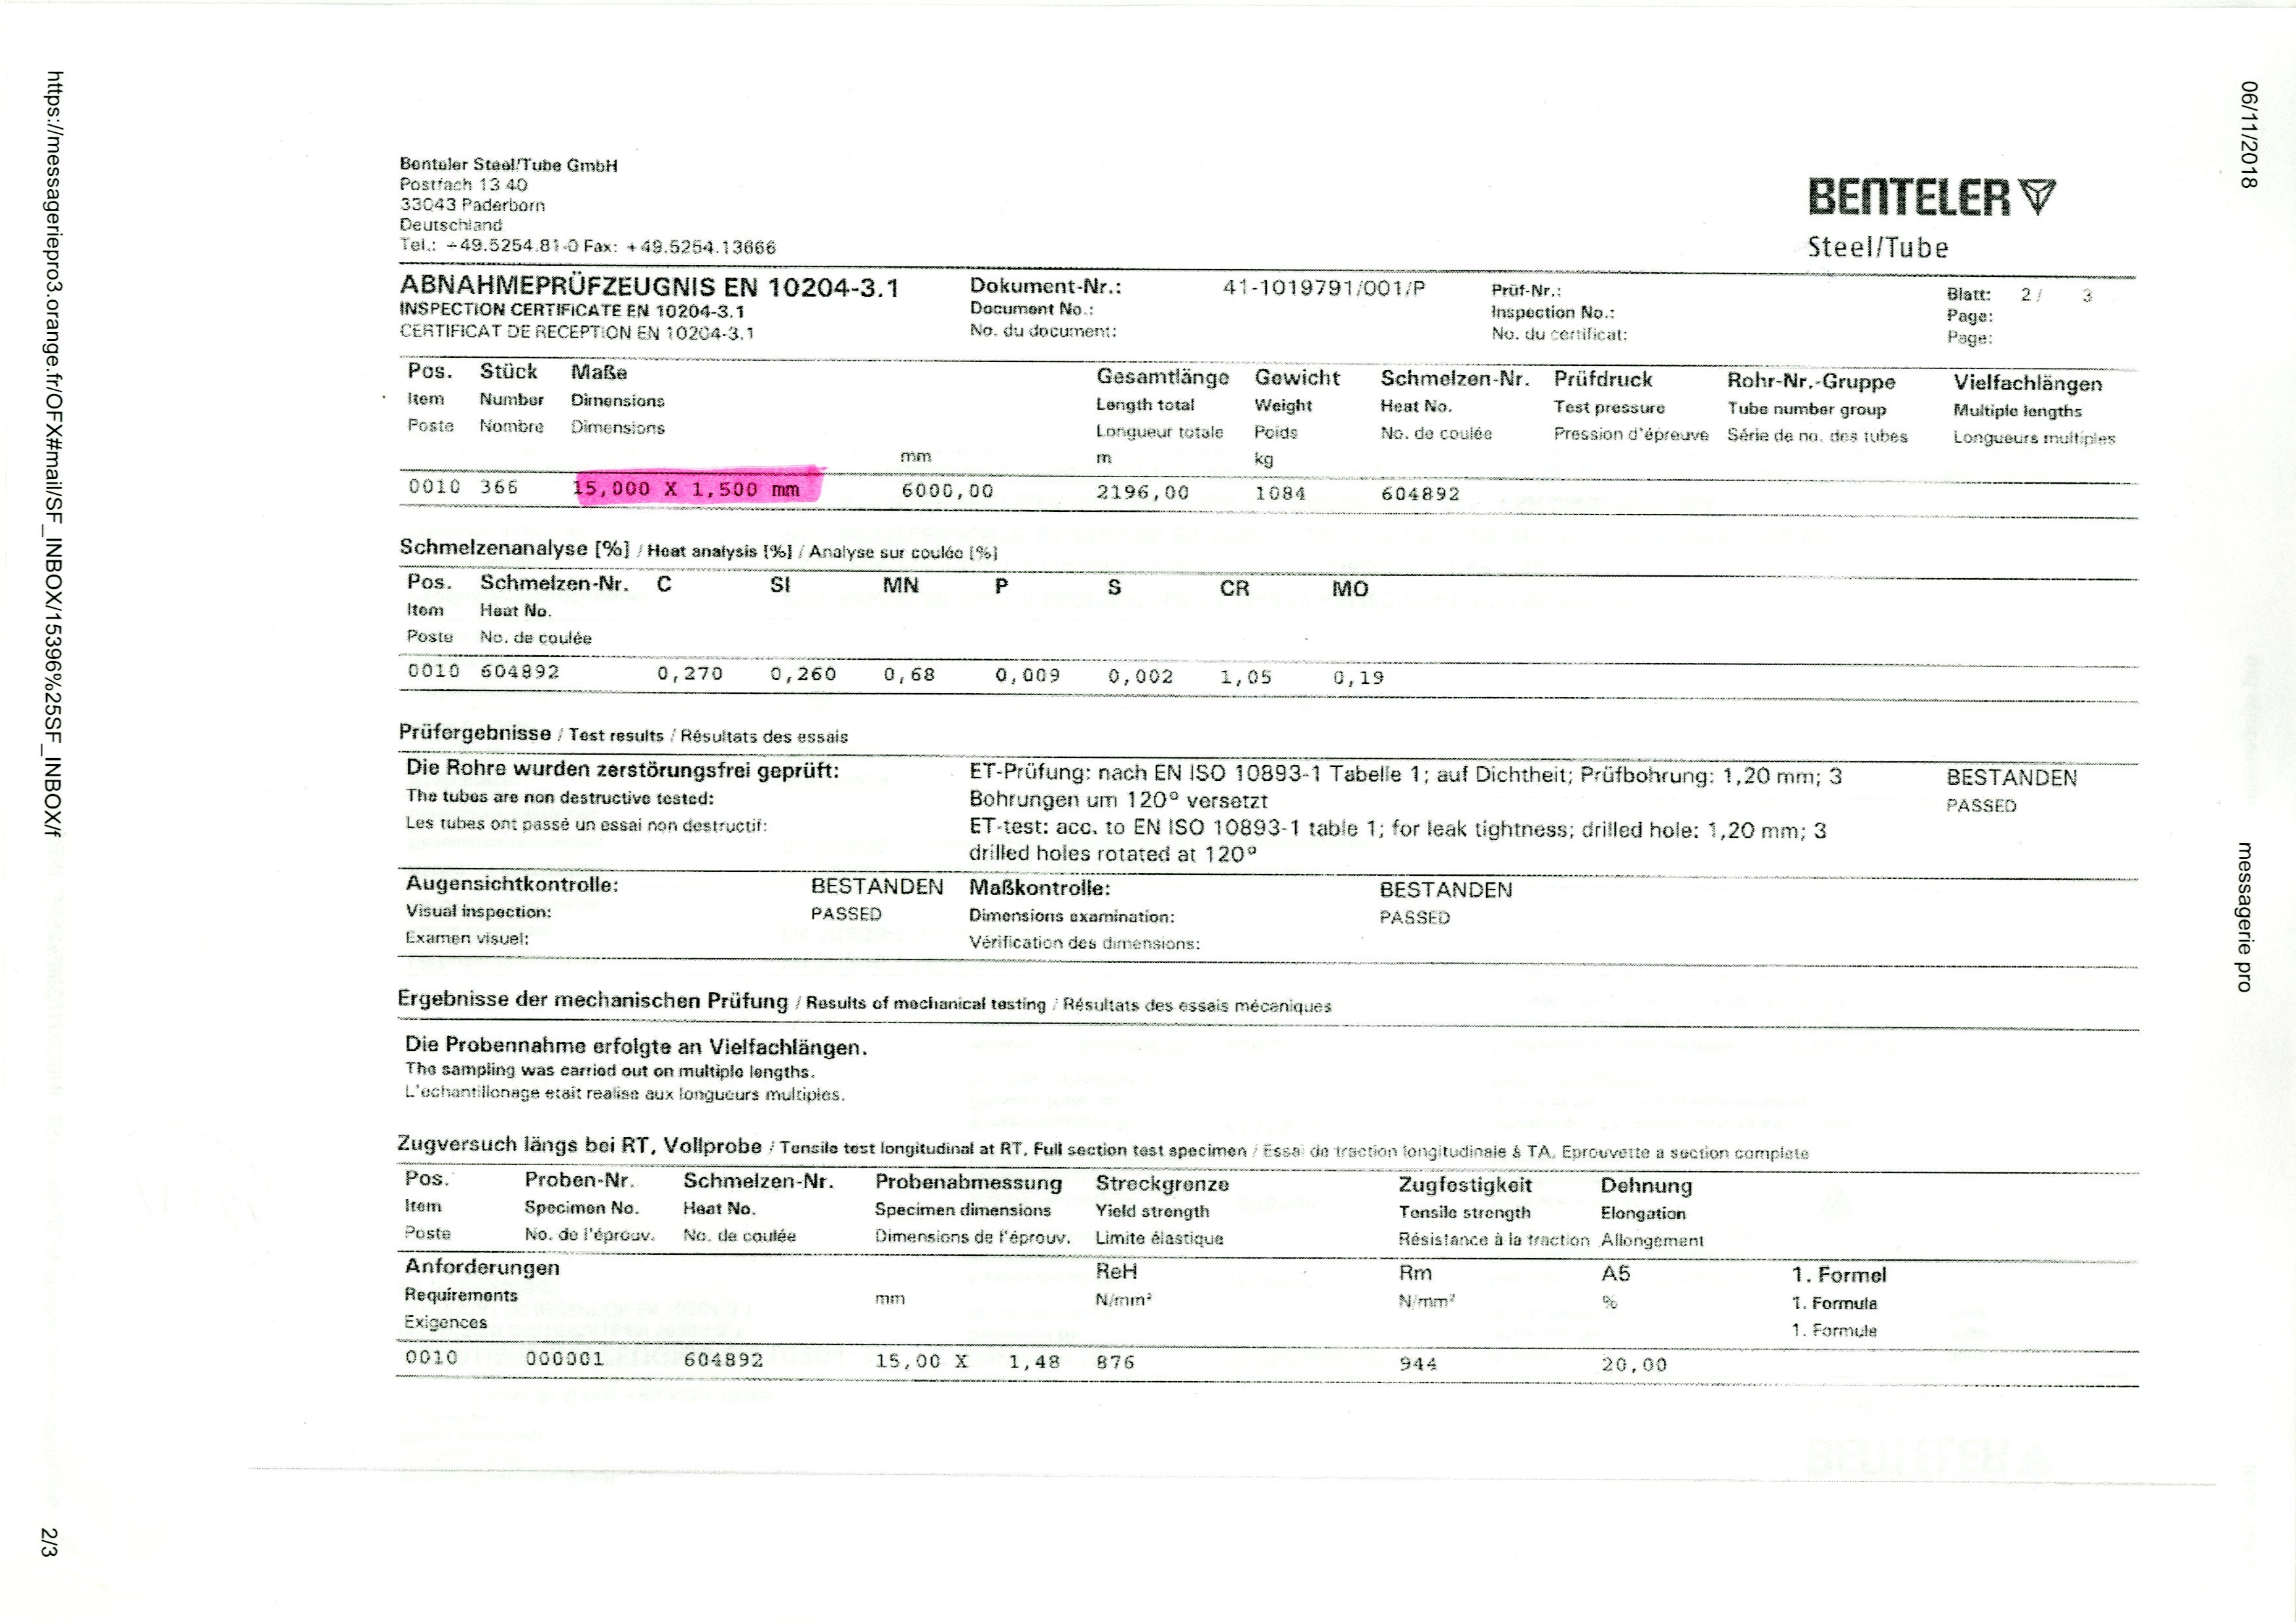 06/11/2018
messagerie pro
Benteler Steel/Tube GmbH
Postfach 13 40
33043 Paderborn
Deutschland
Tel.: +49.5254.81-0 Fax: +49.5254.13666
BENTELER
Steel/Tube
ABNAHMEPRÜFZEUGNIS EN 10204-3.1
INSPECTION CERTIFICATE EN 10204-3.1
CERTIFICAT DE RECEPTION EN 10204-3.1
Dokument-Nr.: 41-1019791/001/P
Document No.:
No. du document:
Prüf-Nr.:
Inspection No.:
No. du certificat:
Blatt: 2/ 3
Page:
Page:
Pos. Stück Maße Gesamtlänge Gewicht Schmelzen-Nr. Prüfdruck Rohr-Nr.-Gruppe Vielfachlängen
Item Number Dimensions Length total Weight Heat No. Test pressure Tube number group Multiple lengths
Poste Nombre Dimensions Longueur totale Poids No. de coulée Pression d'épreuve Série de no. des tubes Longueurs multiples
mm m kg
0010 366 15,000 X 1,500 mm 6000,00 2196,00 1084 604892
Schmelzenanalyse [%] / Heat analysis [%] / Analyse sur coulée [%]
Pos. Schmelzen-Nr. C SI MN P S CR MO
Item Heat No.
Poste No. de coulée
0010 604892 0,270 0,260 0,68 0,009 0,002 1,05 0,19
Prüfergebnisse / Test results / Résultats des essais
Die Rohre wurden zerstörungsfrei geprüft:
The tubes are non destructive tested:
Les tubes ont passé un essai non destructif:
ET-Prüfung: nach EN ISO 10893-1 Tabelle 1; auf Dichtheit; Prüfbohrung: 1,20 mm; 3
Bohrungen um 120° versetzt
ET-test: acc. to EN ISO 10893-1 table 1; for leak tightness; drilled hole: 1,20 mm; 3
drilled holes rotated at 120°
BESTANDEN
PASSED
Augensichtkontrolle: BESTANDEN Maßkontrolle: BESTANDEN
Visual inspection: PASSED Dimensions examination: PASSED
Examen visuel: Vérification des dimensions:
Ergebnisse der mechanischen Prüfung / Results of mechanical testing / Résultats des essais mécaniques
Die Probennahme erfolgte an Vielfachlängen.
The sampling was carried out on multiple lengths.
L'echantillonage etait realise aux longueurs multiples.
Zugversuch längs bei RT, Vollprobe / Tensile test longitudinal at RT, Full section test specimen / Essai de traction longitudinale à TA, Eprouvette a section complete
Pos. Proben-Nr. Schmelzen-Nr. Probenabmessung Streckgrenze Zugfestigkeit Dehnung
Item Specimen No. Heat No. Specimen dimensions Yield strength Tensile strength Elongation
Poste No. de l'éprouv. No. de coulée Dimensions de l'éprouv. Limite élastique Résistance à la traction Allongement
Anforderungen ReH Rm A5 1. Formel
Requirements mm N/mm² N/mm² % 1. Formula
Exigences 1. Formule
0010 000001 604892 15,00 X 1,48 876 944 20,00
https://messageriepro3.orange.fr/OFX#mail/SF_INBOX/15396%25SF_INBOX/f
2/3